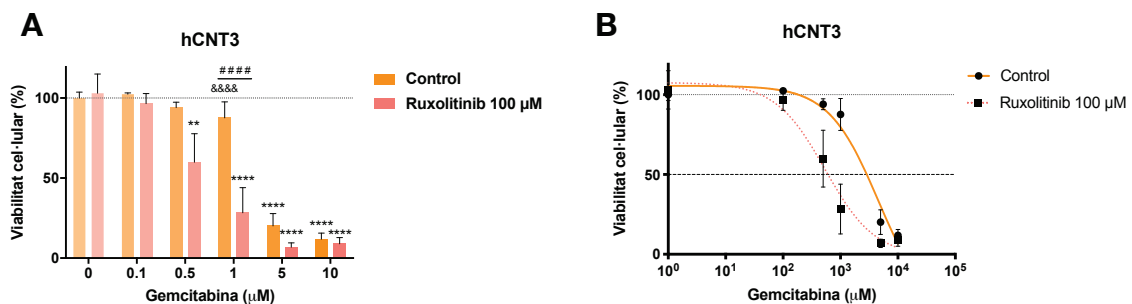 A
hCNT3
Viabilitat cel·lular (%)
100
50
0
**
####
&&&&
****
****
****
****
****
0 0.1 0.5 1 5 10
Gemcitabina (μM)
Control
Ruxolitinib 100 μM
B
hCNT3
Viabilitat cel·lular (%)
100
50
0
10⁰ 10¹ 10² 10³ 10⁴ 10⁵
Gemcitabina (μM)
Control
Ruxolitinib 100 μM